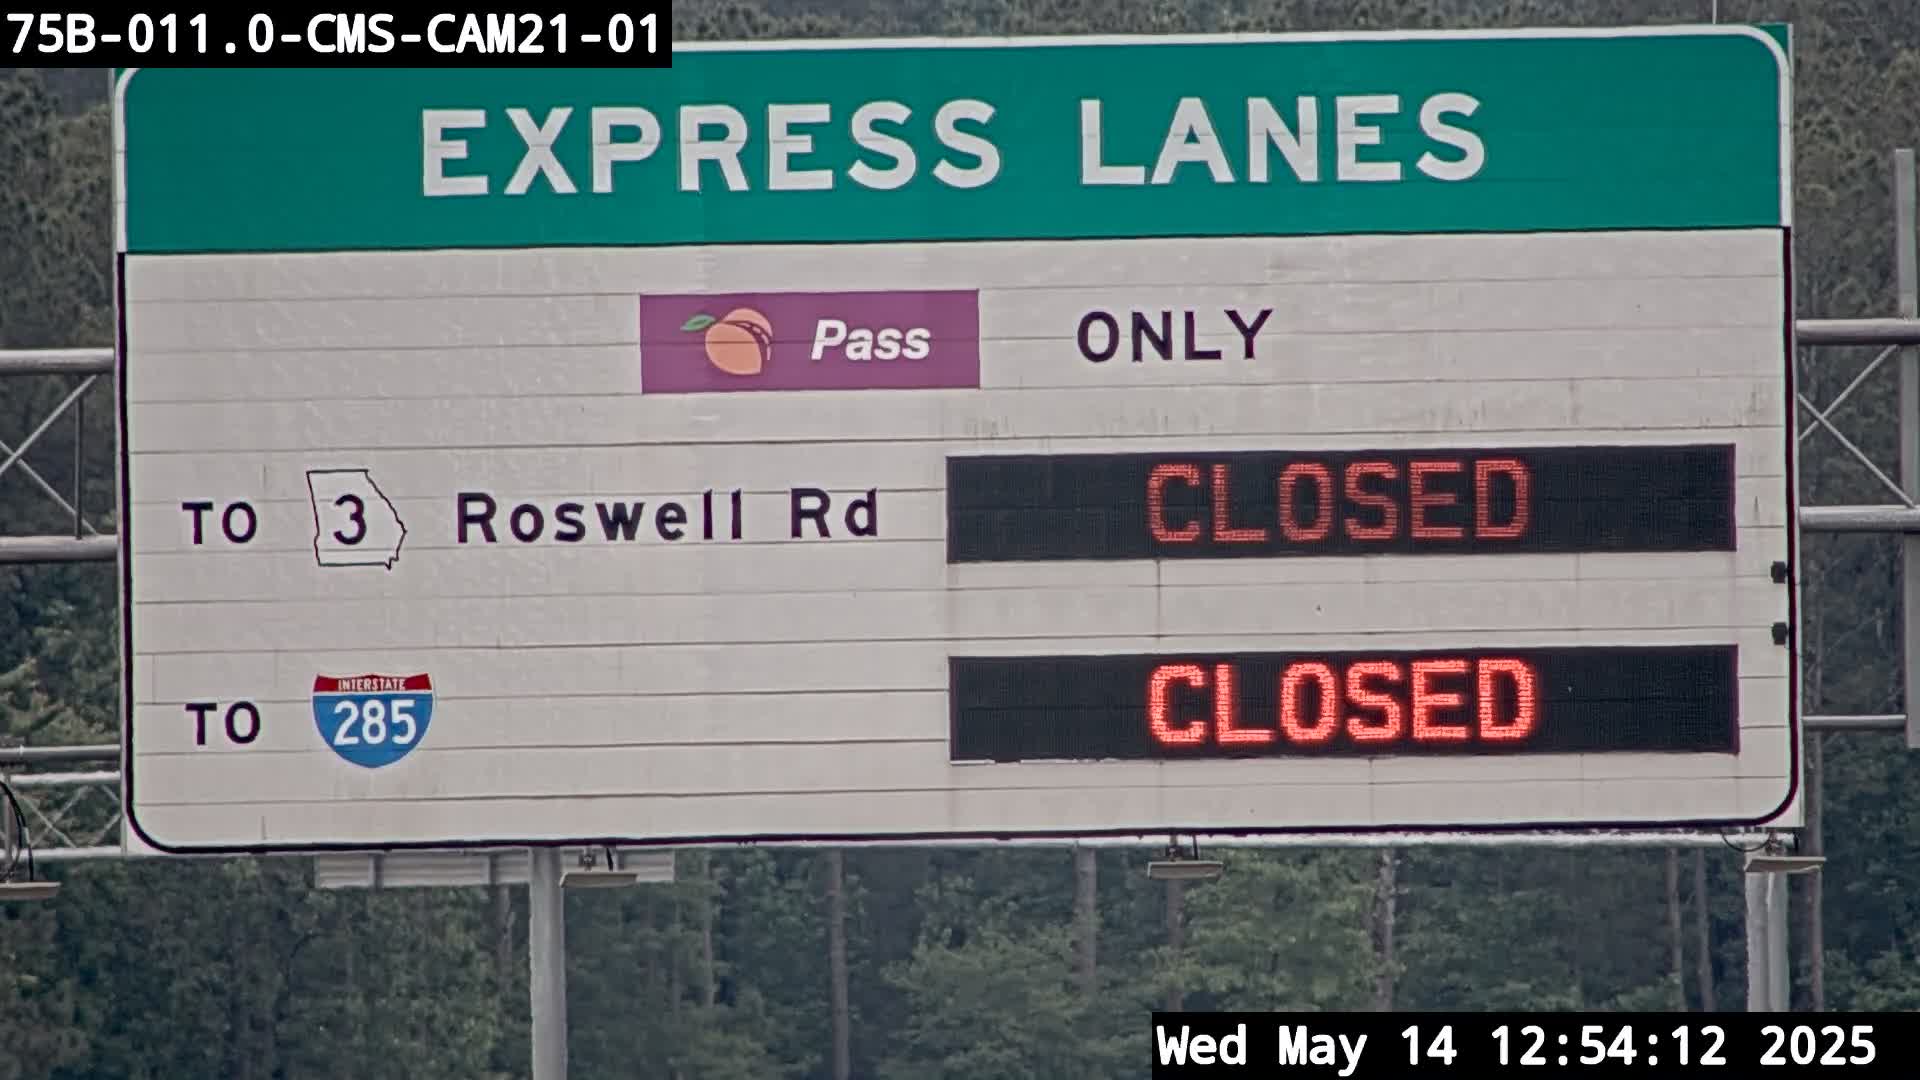 75B-011.0-CMS-CAM21-01
EXPRESS LANES
Pass ONLY
TO 3 Roswell Rd CLOSED
INTERSTATE
TO 285 CLOSED
Wed May 14 12:54:12 2025